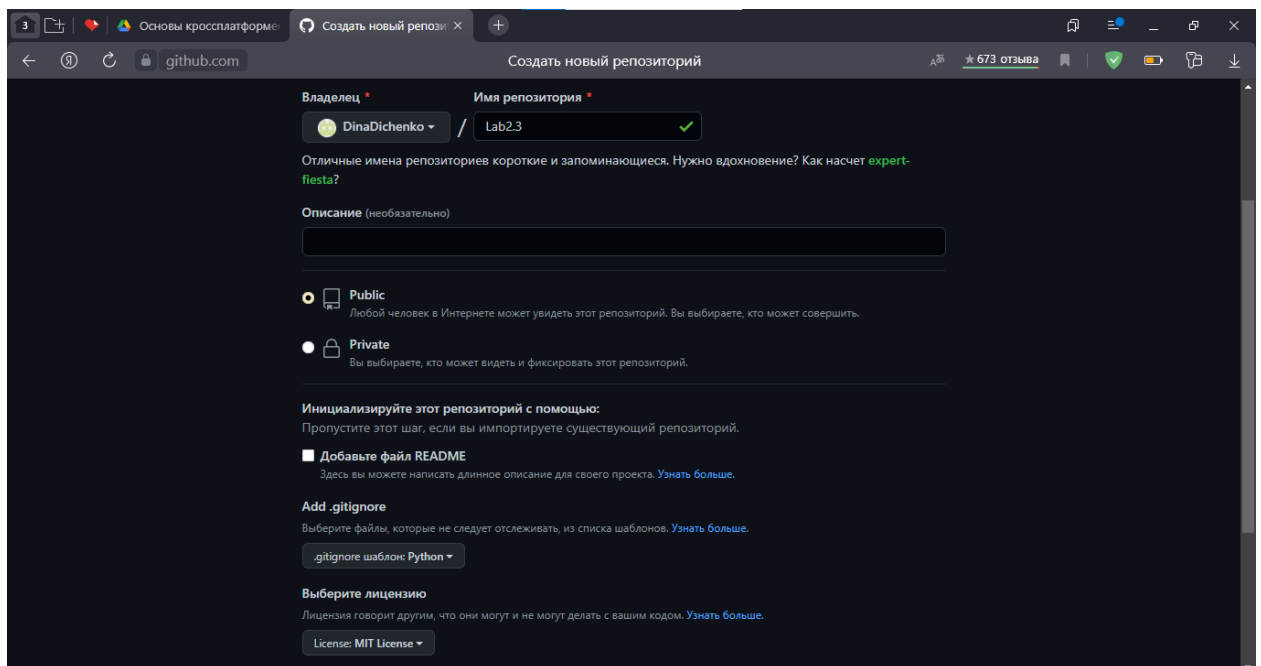 3 Основы кроссплатформе Создать новый репози
github.com Создать новый репозиторий 673 отзыва
Владелец * Имя репозитория *
DinaDichenko / Lab2.3
Отличные имена репозиториев короткие и запоминающиеся. Нужно вдохновение? Как насчет expert-
fiesta?
Описание (необязательно)
Public
Любой человек в Интернете может увидеть этот репозиторий. Вы выбираете, кто может совершить.
Private
Вы выбираете, кто может видеть и фиксировать этот репозиторий.
Инициализируйте этот репозиторий с помощью:
Пропустите этот шаг, если вы импортируете существующий репозиторий.
Добавьте файл README
Здесь вы можете написать длинное описание для своего проекта. Узнать больше.
Add .gitignore
Выберите файлы, которые не следует отслеживать, из списка шаблонов. Узнать больше.
.gitignore шаблон: Python
Выберите лицензию
Лицензия говорит другим, что они могут и не могут делать с вашим кодом. Узнать больше.
License: MIT License